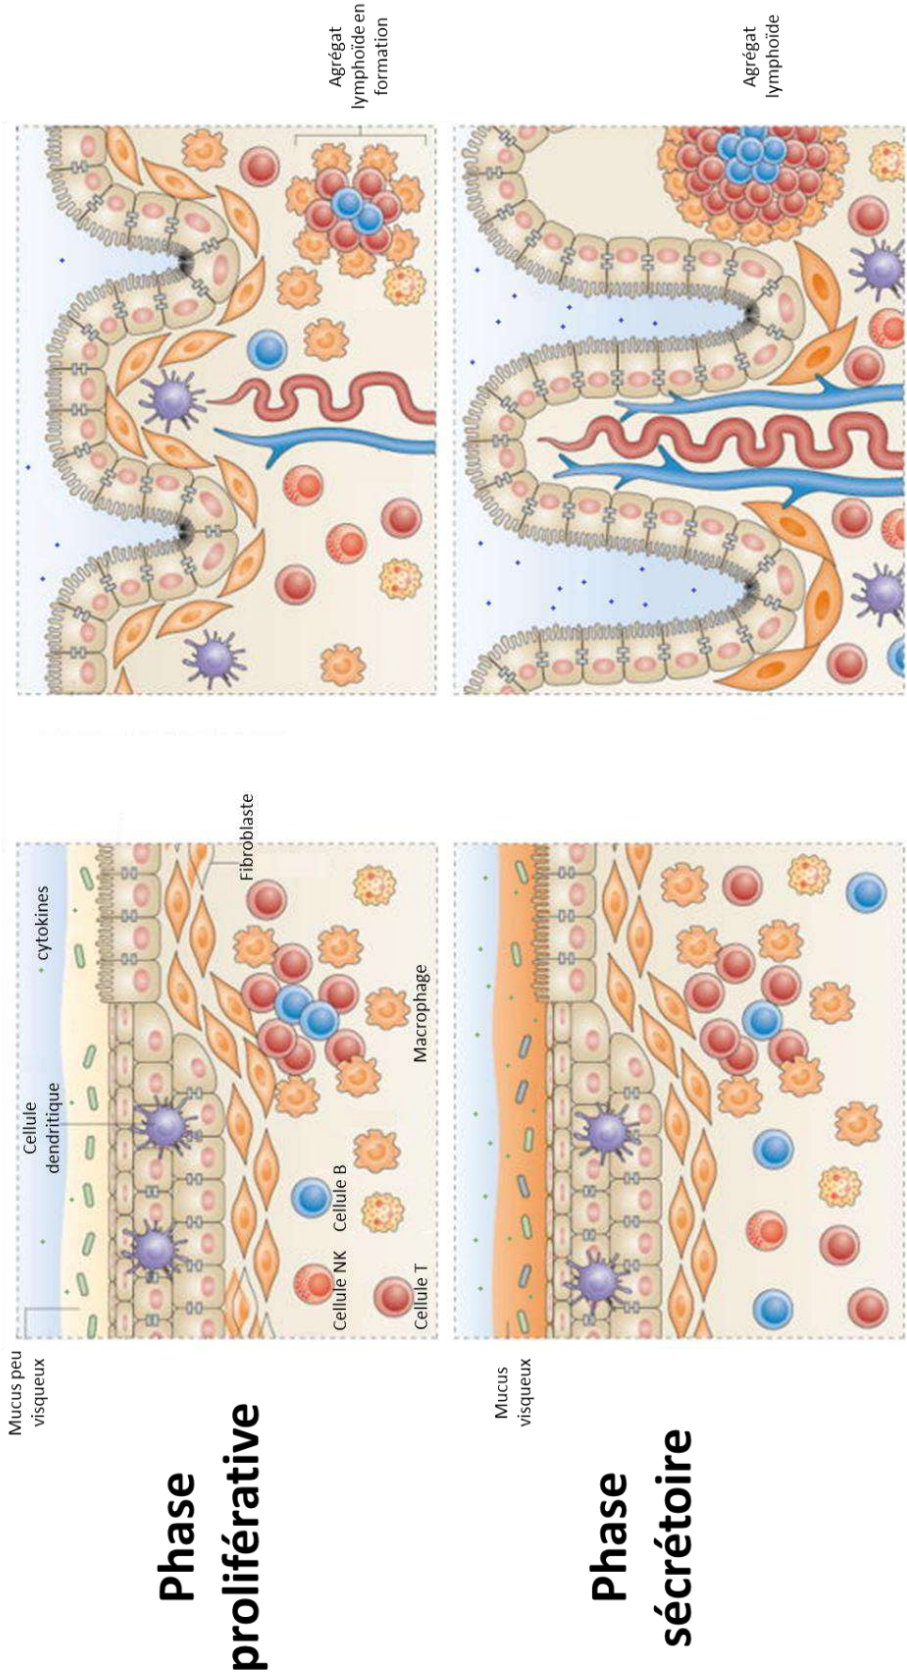 Phase
proliférative
Mucus peu
visqueux
Cellule
dendritique
cytokines
Fibroblaste
Cellule NK
Cellule B
Cellule T
Macrophage
Agrégat
lymphoïde en
formation
Phase
sécrétoire
Mucus
visqueux
Agrégat
lymphoïde